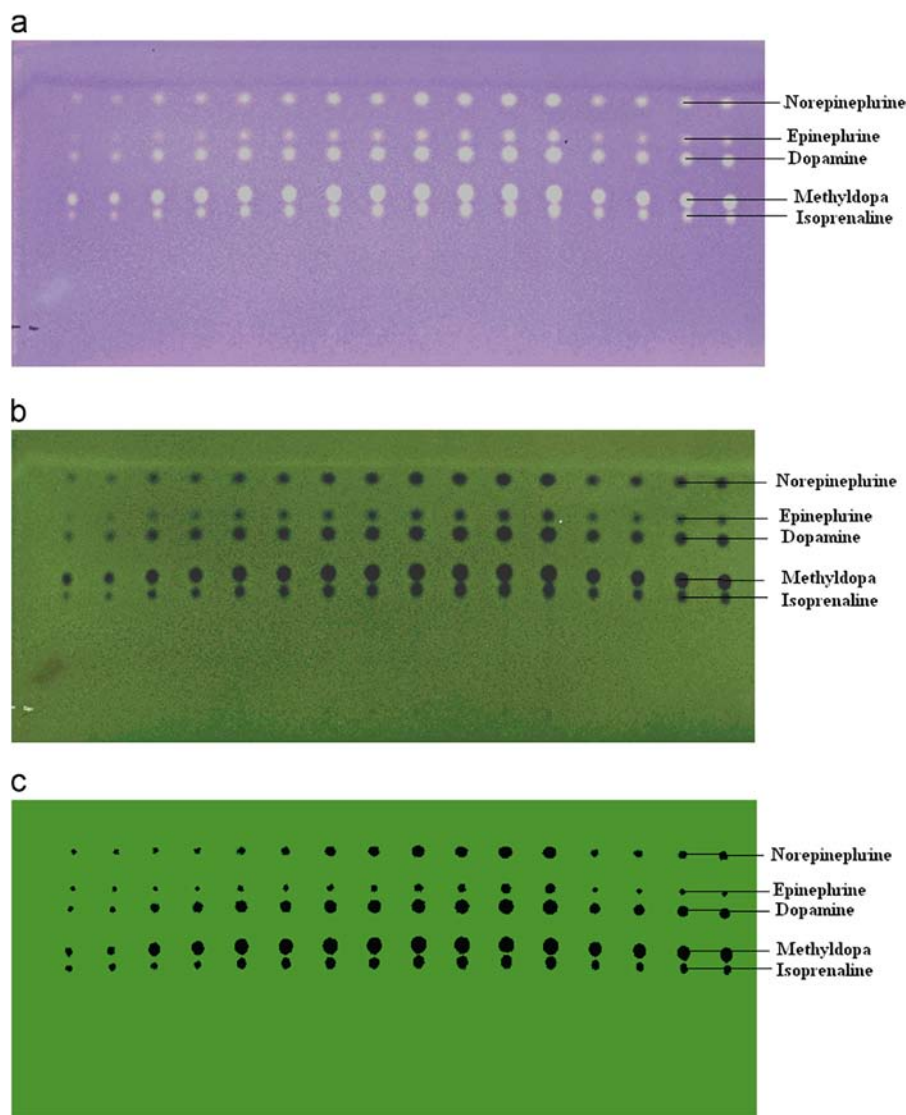 a
Norepinephrine
Epinephrine
Dopamine
Methyldopa
Isoprenaline
b
Norepinephrine
Epinephrine
Dopamine
Methyldopa
Isoprenaline
c
Norepinephrine
Epinephrine
Dopamine
Methyldopa
Isoprenaline